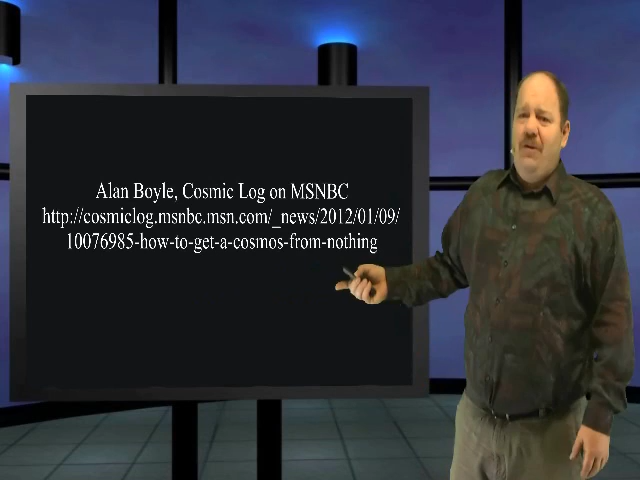 Alan Boyle, Cosmic Log on MSNBC
http://cosmiclog.msnbc.msn.com/_news/2012/01/09/
10076985-how-to-get-a-cosmos-from-nothing